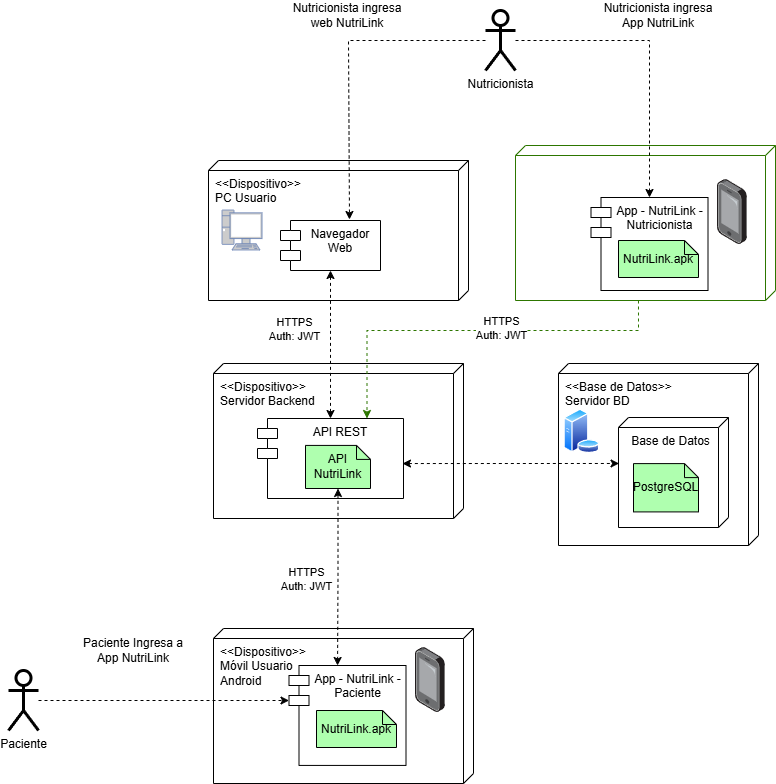 Nutricionista ingresa
web NutriLink
Nutricionista ingresa
App NutriLink
Nutricionista
<<Dispositivo>>
PC Usuario
Navegador
Web
App - NutriLink -
Nutricionista
NutriLink.apk
HTTPS
Auth: JWT
HTTPS
Auth: JWT
<<Dispositivo>>
Servidor Backend
API REST
API
NutriLink
<<Base de Datos>>
Servidor BD
Base de Datos
PostgreSQL
HTTPS
Auth: JWT
Paciente Ingresa a
App NutriLink
Paciente
<<Dispositivo>>
Móvil Usuario
Android
App - NutriLink -
Paciente
NutriLink.apk